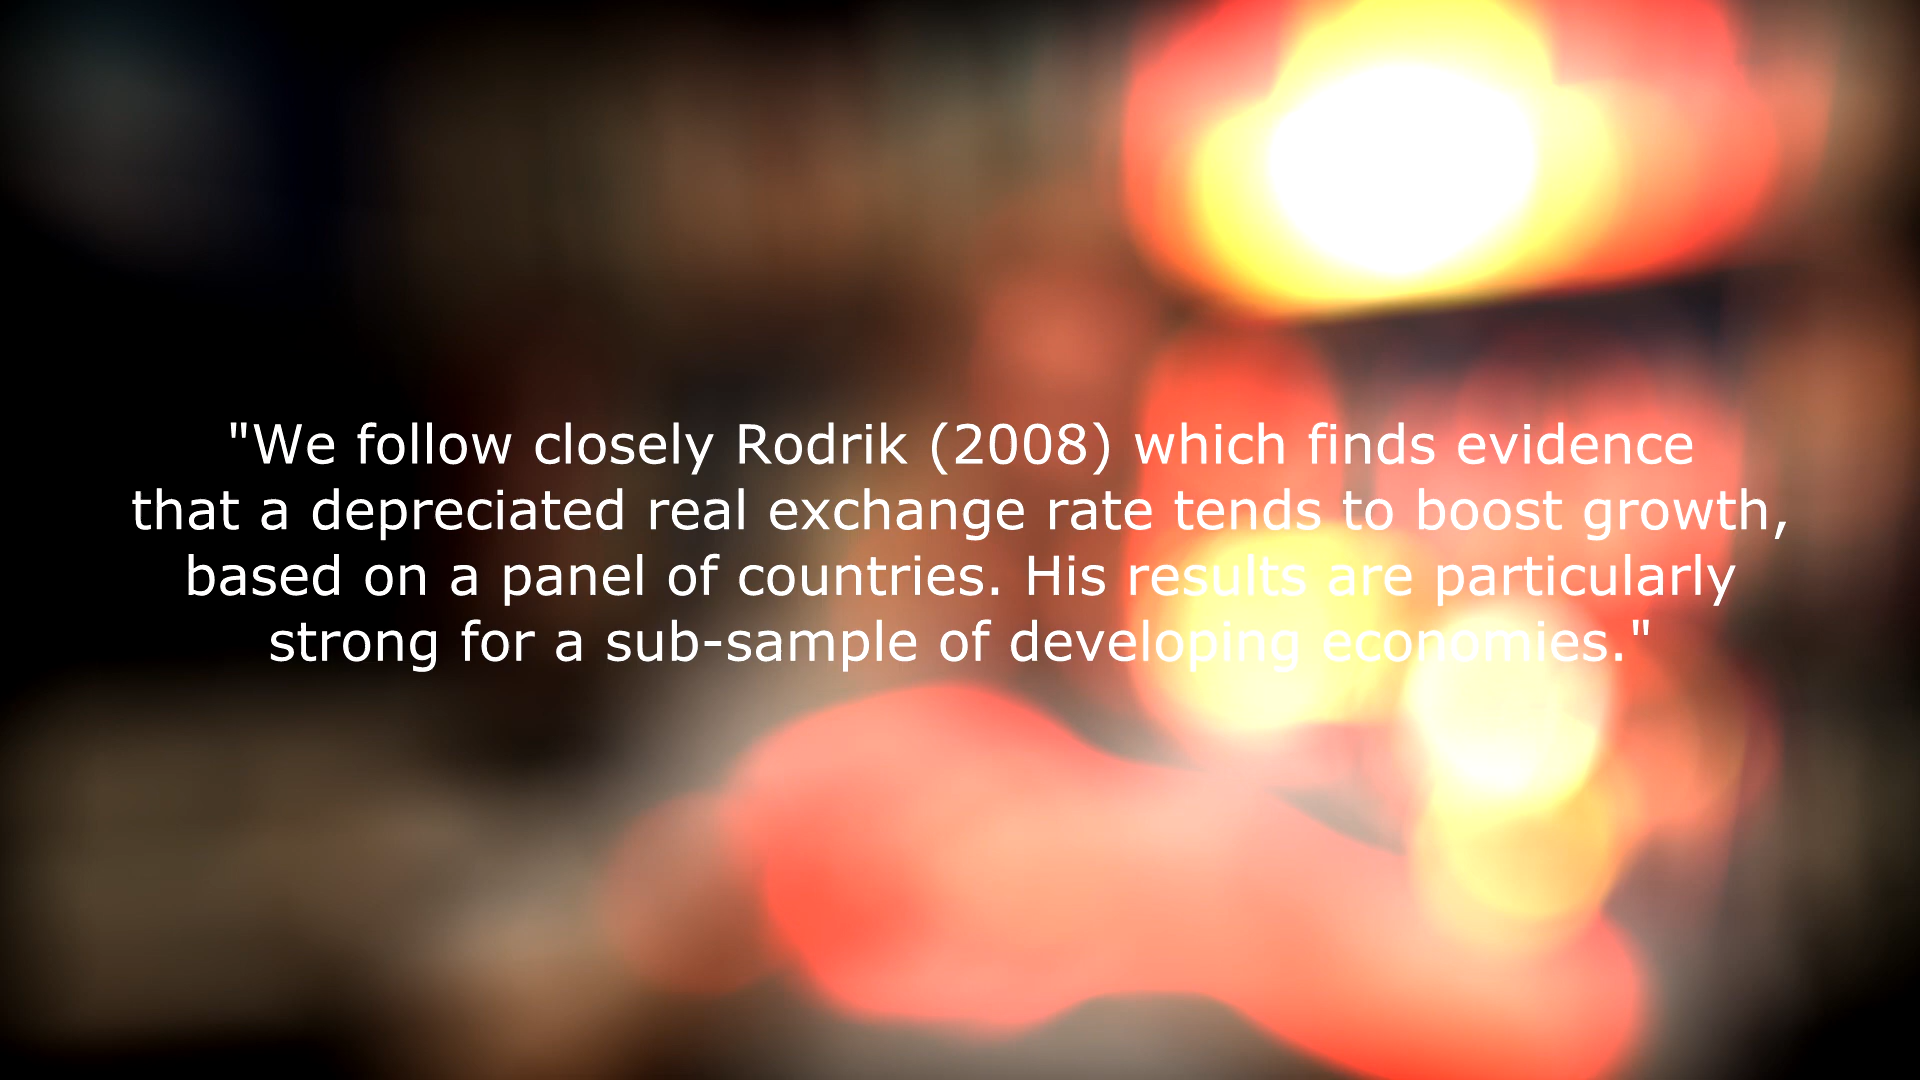 "We follow closely Rodrik (2008) which finds evidence
that a depreciated real exchange rate tends to boost growth,
based on a panel of countries. His results are particularly
strong for a sub-sample of developing economies."